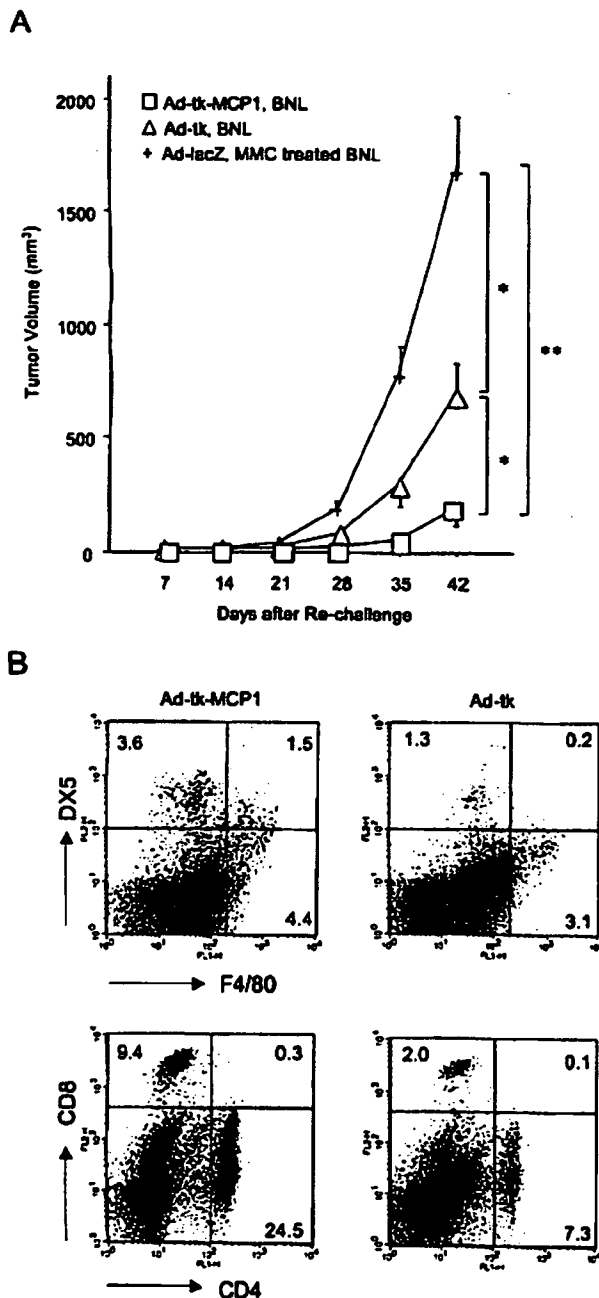 A
2000
1500
1000
500
0
Tumor Volume (mm³)
Ad-tk-MCP1, BNL
Ad-tk, BNL
Ad-lacZ, MMC treated BNL
*
*
**
7 14 21 28 35 42
Days after Re-challenge
B
Ad-tk-MCP1 Ad-tk
3.6 1.5
4.4
1.3 0.2
3.1
DX5
F4/80
9.4 0.3
24.5
2.0 0.1
7.3
CD8
CD4